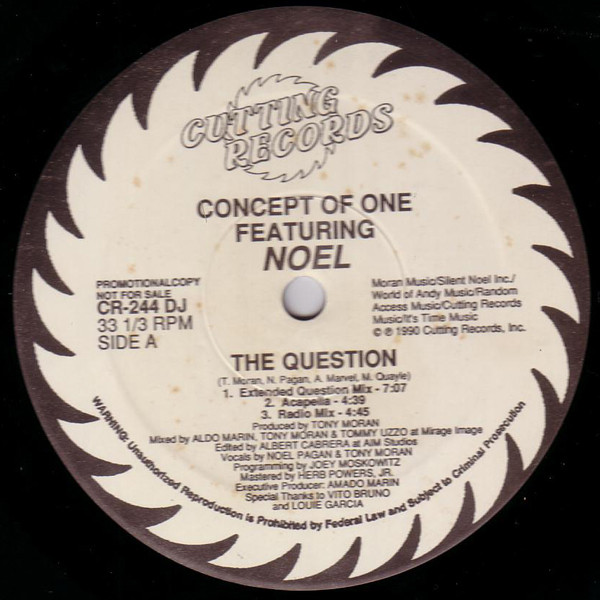 CUTTING
RECORDS
CONCEPT OF ONE
FEATURING
NOEL
PROMOTIONAL COPY
NOT FOR SALE
CR-244 DJ
33 1/3 RPM
SIDE A
Moran Music/Silent Noel Inc./
World of Andy Music/Random
Access Music/Cutting Records
Music/It's Time Music
© ℗ 1990 Cutting Records, Inc.
THE QUESTION
(T. Moran, N. Pagan, A. Marvel, M. Quayle)
1. Extended Question Mix - 7:07
2. Acapella - 4:39
3. Radio Mix - 4:45
Produced by TONY MORAN
Mixed by ALDO MARIN, TONY MORAN & TOMMY UZZO at Mirage Image
Edited by ALBERT CABRERA at AIM Studios
Vocals by NOEL PAGAN & TONY MORAN
Programming by JOEY MOSKOWITZ
Mastered by HERB POWERS, JR.
Executive Producer: AMADO MARIN
Special Thanks to VITO BRUNO
and LOUIE GARCIA
WARNING: Unauthorized Reproduction is Prohibited by Federal Law and Subject to Criminal Prosecution